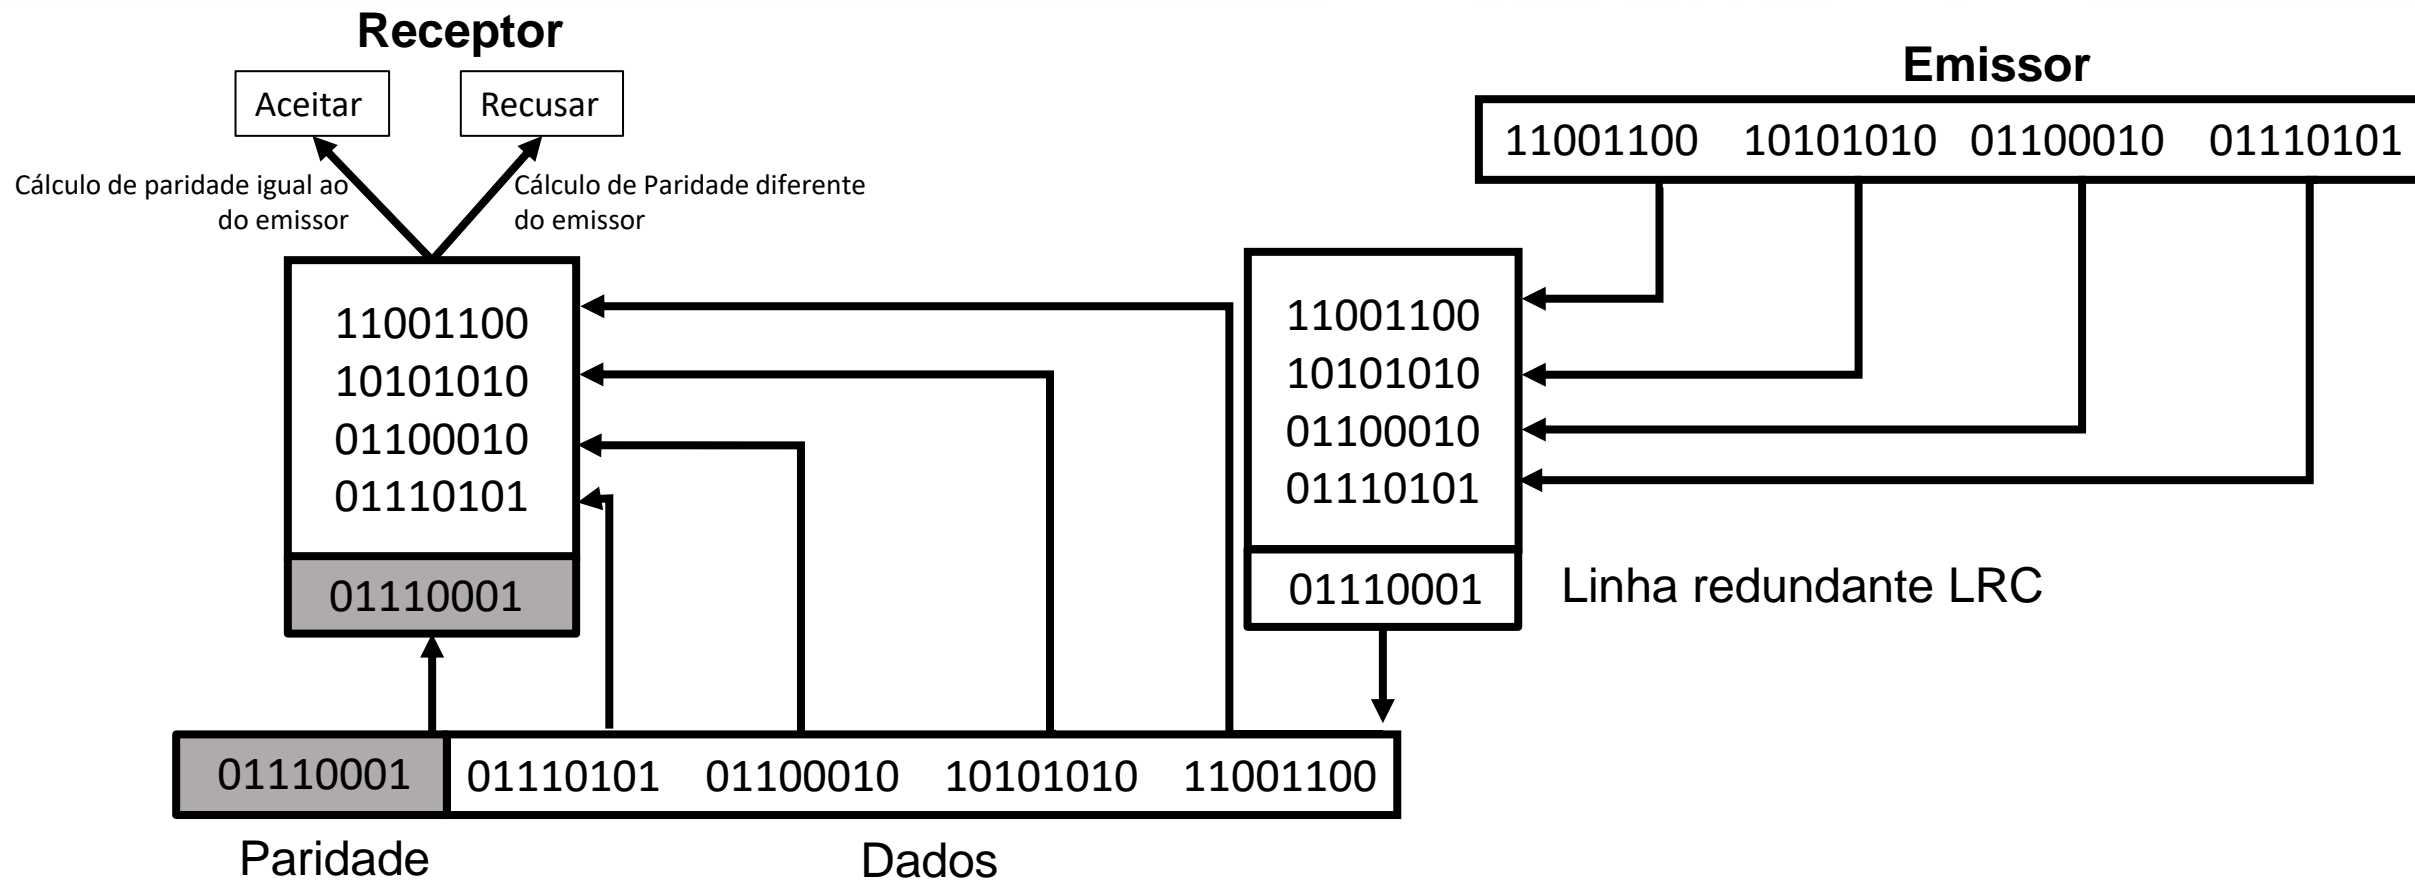 Receptor
Emissor
Aceitar
Recusar
11001100 10101010 01100010 01110101
Cálculo de paridade igual ao
do emissor
Cálculo de Paridade diferente
do emissor
11001100
10101010
01100010
01110101
01110001
11001100
10101010
01100010
01110101
01110001
Linha redundante LRC
01110001 01110101 01100010 10101010 11001100
Paridade
Dados